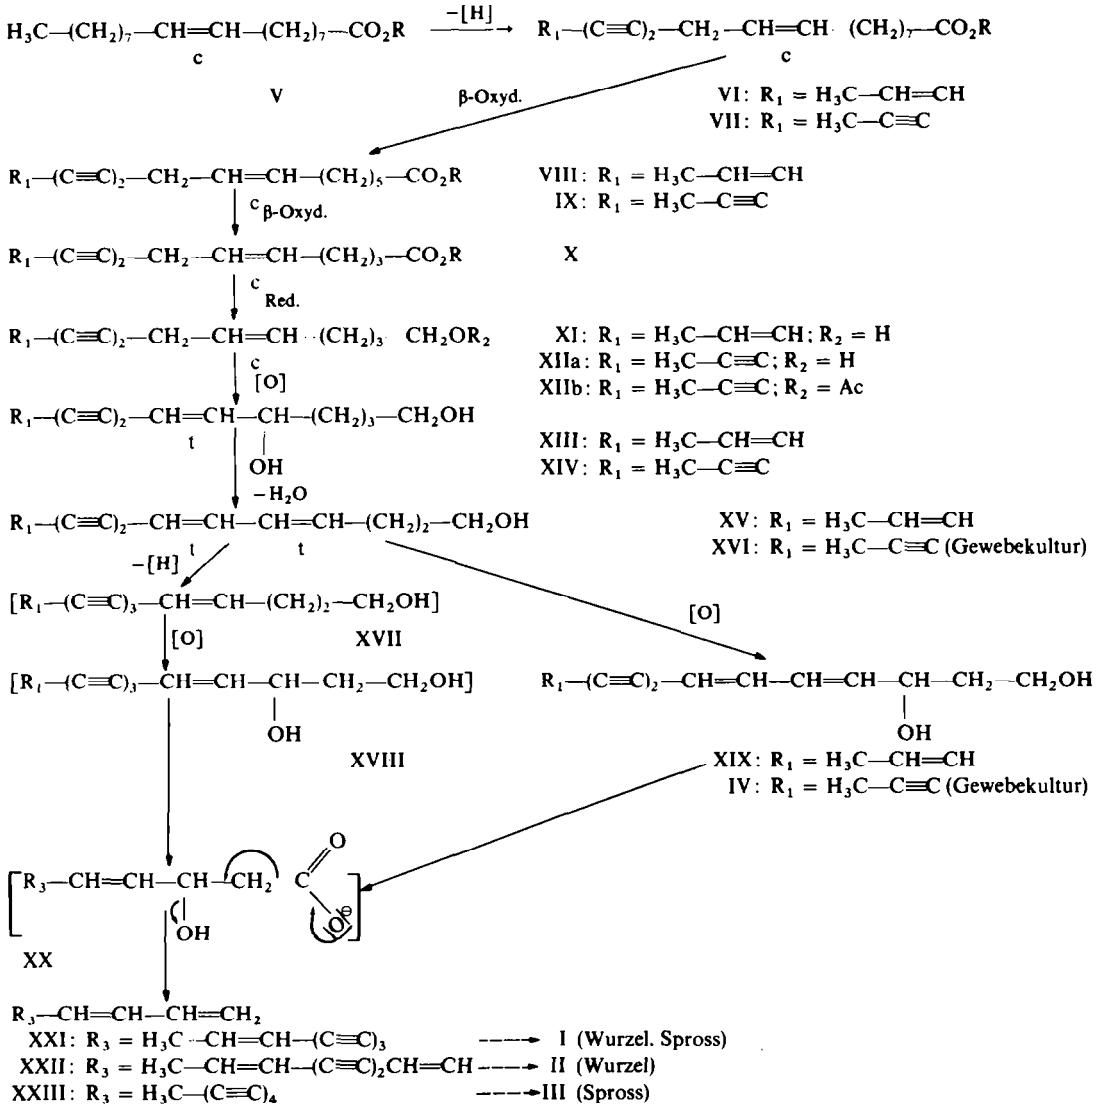 H₃C—(CH₂)₇—CH=CH—(CH₂)₇—CO₂R —[H] R₁—(C≡C)₂—CH₂—CH=CH (CH₂)₇—CO₂R
c c
V β-Oxyd. VI: R₁ = H₃C—CH=CH
VII: R₁ = H₃C—C≡C
R₁—(C≡C)₂—CH₂—CH=CH—(CH₂)₅—CO₂R VIII: R₁ = H₃C—CH=CH
c β-Oxyd. IX: R₁ = H₃C—C≡C
R₁—(C≡C)₂—CH₂—CH=CH—(CH₂)₃—CO₂R X
c Red.
R₁—(C≡C)₂—CH₂—CH=CH (CH₂)₃ CH₂OR₂ XI: R₁ = H₃C—CH=CH; R₂ = H
c XIIa: R₁ = H₃C—C≡C; R₂ = H
[O] XIIb: R₁ = H₃C—C≡C; R₂ = Ac
R₁—(C≡C)₂—CH=CH—CH—(CH₂)₃—CH₂OH
t XIII: R₁ = H₃C—CH=CH
OH XIV: R₁ = H₃C—C≡C
—H₂O
R₁—(C≡C)₂—CH=CH—CH=CH—(CH₂)₂—CH₂OH XV: R₁ = H₃C—CH=CH
t t XVI: R₁ = H₃C—C≡C (Gewebekultur)
—[H]
[R₁—(C≡C)₃—CH=CH—(CH₂)₂—CH₂OH] [O]
[O] XVII
[R₁—(C≡C)₃—CH=CH—CH—CH₂—CH₂OH] R₁—(C≡C)₂—CH=CH—CH=CH—CH—CH₂—CH₂OH
OH OH
XVIII XIX: R₁ = H₃C—CH=CH
IV: R₁ = H₃C—C≡C (Gewebekultur)
O
[R₃—CH=CH—CH—CH₂ C
OH O⊖]
XX
R₃—CH=CH—CH=CH₂
XXI: R₃ = H₃C—CH=CH—(C≡C)₃ ----→ I (Wurzel. Spross)
XXII: R₃ = H₃C—CH=CH—(C≡C)₂CH=CH ----→ II (Wurzel)
XXIII: R₃ = H₃C—(C≡C)₄ ----→ III (Spross)